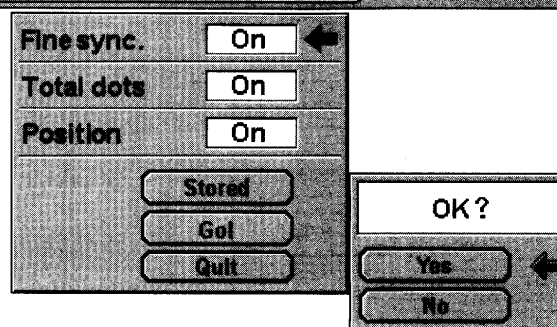 Fine sync. On
Total dots On
Position On
Stored
Go!
Quit
OK?
Yes
No